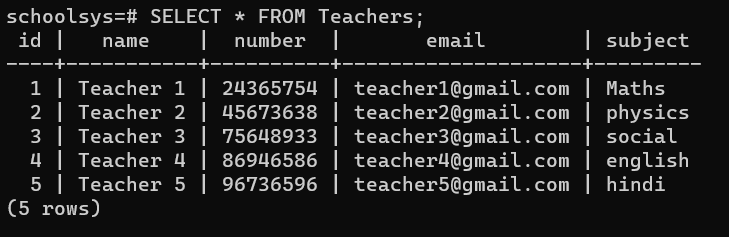 schoolsys=# SELECT * FROM Teachers;
 id |   name    |  number  |       email        | subject
----+-----------+----------+--------------------+---------
  1 | Teacher 1 | 24365754 | teacher1@gmail.com | Maths
  2 | Teacher 2 | 45673638 | teacher2@gmail.com | physics
  3 | Teacher 3 | 75648933 | teacher3@gmail.com | social
  4 | Teacher 4 | 86946586 | teacher4@gmail.com | english
  5 | Teacher 5 | 96736596 | teacher5@gmail.com | hindi
(5 rows)